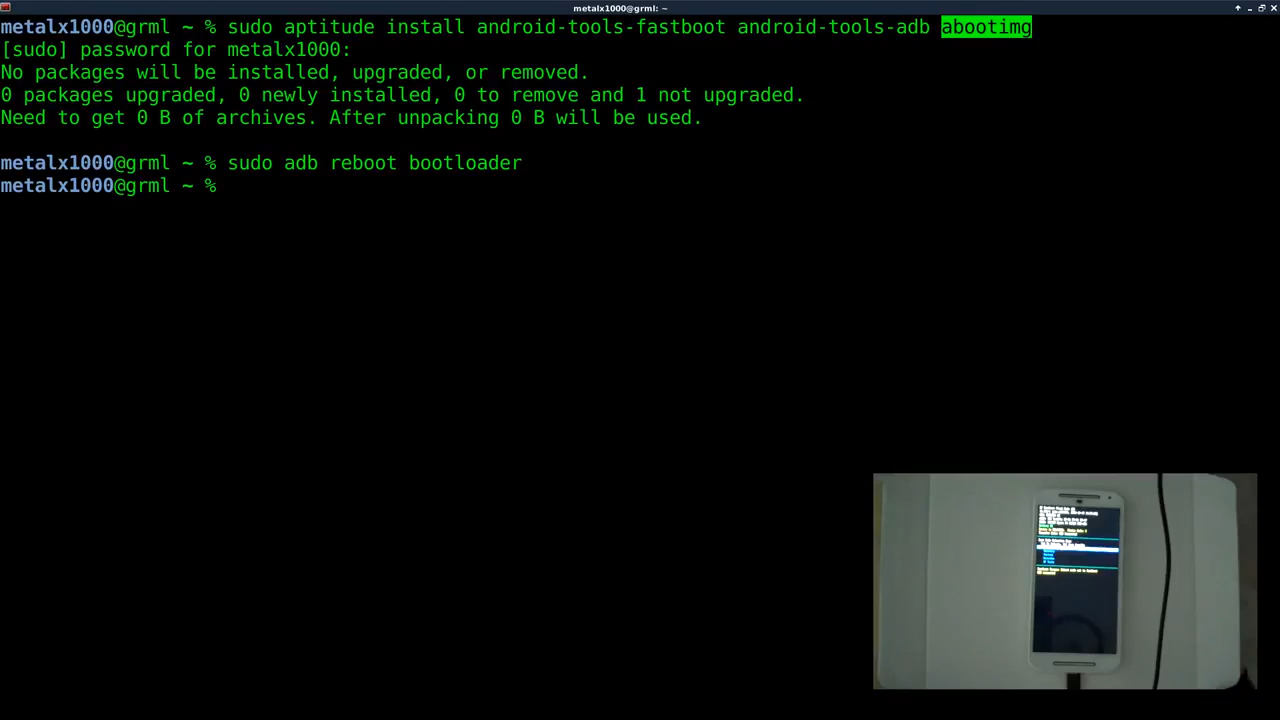 metalx1000@grml: ~
metalx1000@grml ~ % sudo aptitude install android-tools-fastboot android-tools-adb abootimg
[sudo] password for metalx1000:
No packages will be installed, upgraded, or removed.
0 packages upgraded, 0 newly installed, 0 to remove and 1 not upgraded.
Need to get 0 B of archives. After unpacking 0 B will be used.
metalx1000@grml ~ % sudo adb reboot bootloader
metalx1000@grml ~ %